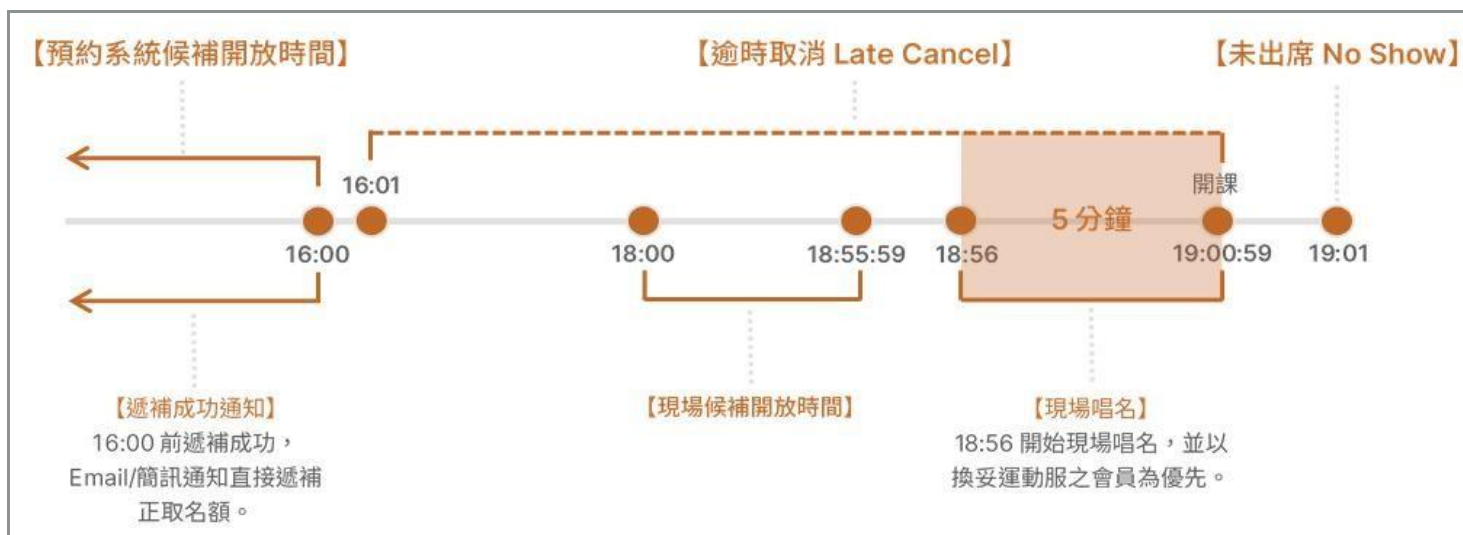 【預約系統候補開放時間】
【逾時取消 Late Cancel】
【未出席 No Show】
16:01
開課
5 分鐘
16:00
18:00
18:55:59
18:56
19:00:59
19:01
【遞補成功通知】
16:00 前遞補成功，
Email/簡訊通知直接遞補
正取名額。
【現場候補開放時間】
【現場唱名】
18:56 開始現場唱名，並以
換妥運動服之會員為優先。